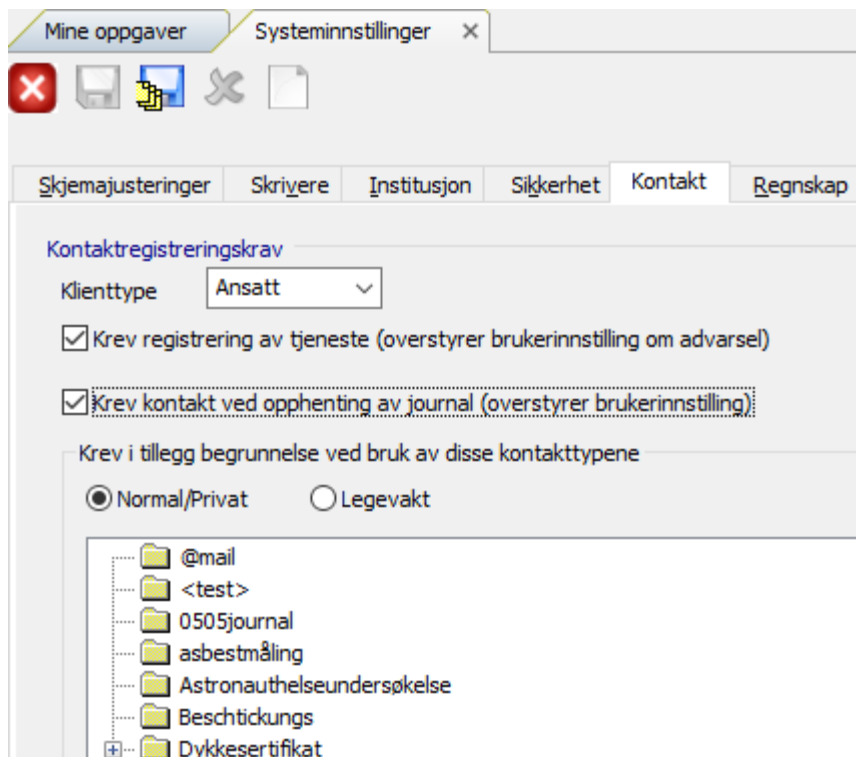 Mine oppgaver Systeminnstillinger
Skjemajusteringer Skrivere Institusjon Sikkerhet Kontakt Regnskap
Kontaktregistreringskrav
Klienttype Ansatt
Krev registrering av tjeneste (overstyrer brukerinnstilling om advarsel)
Krev kontakt ved opphenting av journal (overstyrer brukerinnstilling)
Krev i tillegg begrunnelse ved bruk av disse kontakttypene
Normal/Privat Legevakt
@mail
<test>
0505journal
asbestmåling
Astronauthelseundersøkelse
Beschtickungs
Dykkesertifikat